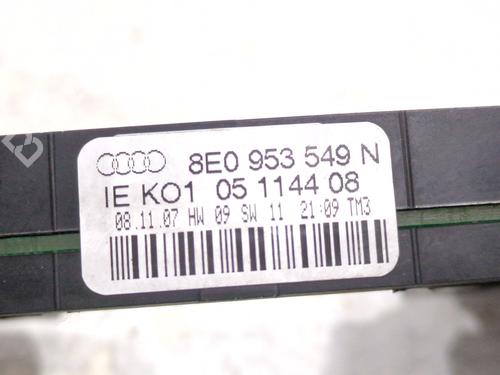 8E0 953 549 N
IE KO1 05 1144 08
08.11.07 HW 09 SW 11 21:09 TM3